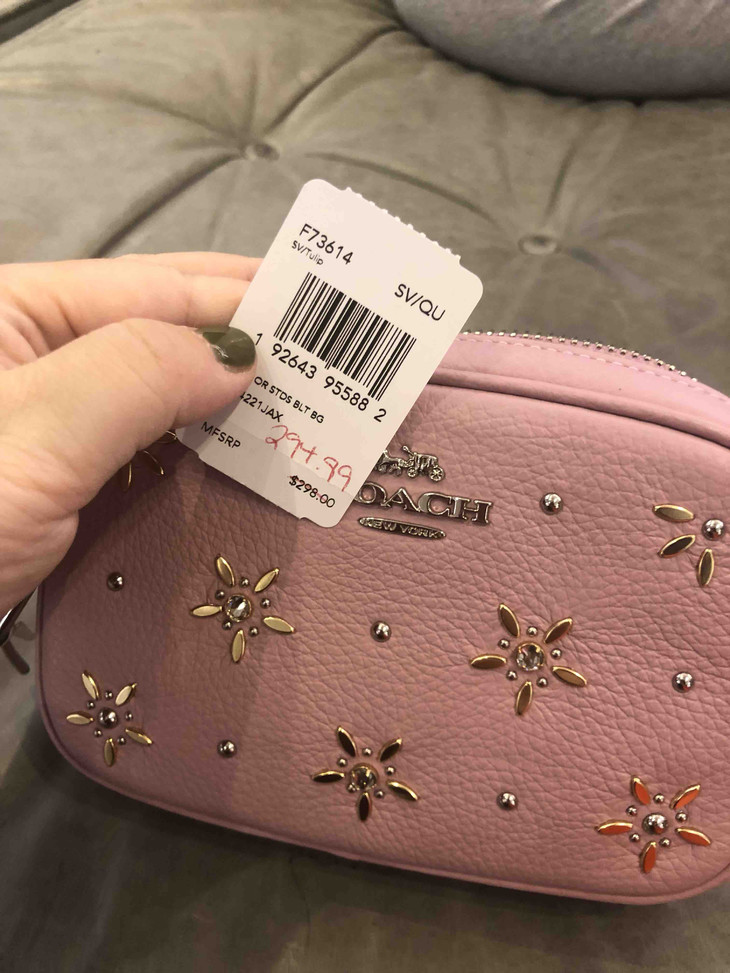 F73614
SV/Tulip
SV/QU
1 92643 95588 2
OR STDS BLT BG
4221JAX
294.99
MFSRP
$298.00
OACH
NEW YORK